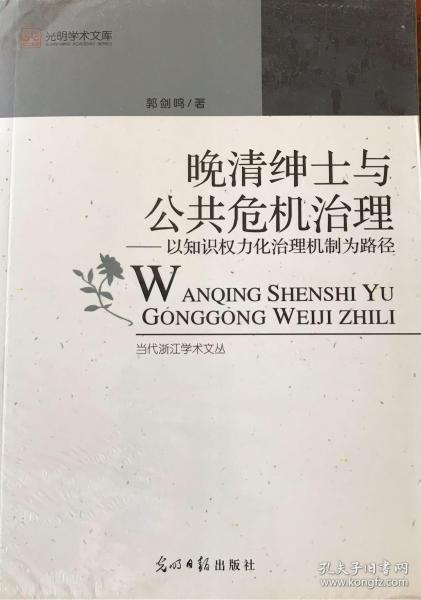 光明学术文库
郭剑鸣/著
晚清绅士与
公共危机治理
——以知识权力化治理机制为路径
WANQING SHENSHI YU
GONGGONG WEIJI ZHILI
当代浙江学术文丛
光明日报出版社
孔夫子旧书网
www.kongfz.com